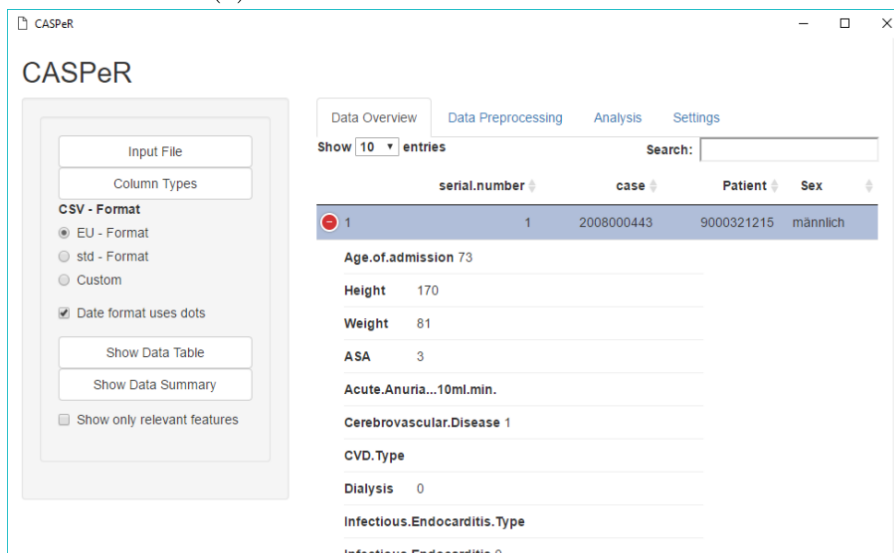 CASPeR
CASPeR
Data Overview Data Preprocessing Analysis Settings
Show 10 entries Search:
Input File
Column Types
CSV - Format
EU - Format
std - Format
Custom
Date format uses dots
Show Data Table
Show Data Summary
Show only relevant features
serial.number case Patient Sex
1 1 2008000443 9000321215 männlich
Age.of.admission 73
Height 170
Weight 81
ASA 3
Acute.Anuria...10ml.min.
Cerebrovascular.Disease 1
CVD.Type
Dialysis 0
Infectious.Endocarditis.Type
Infectious.Endocarditis 0